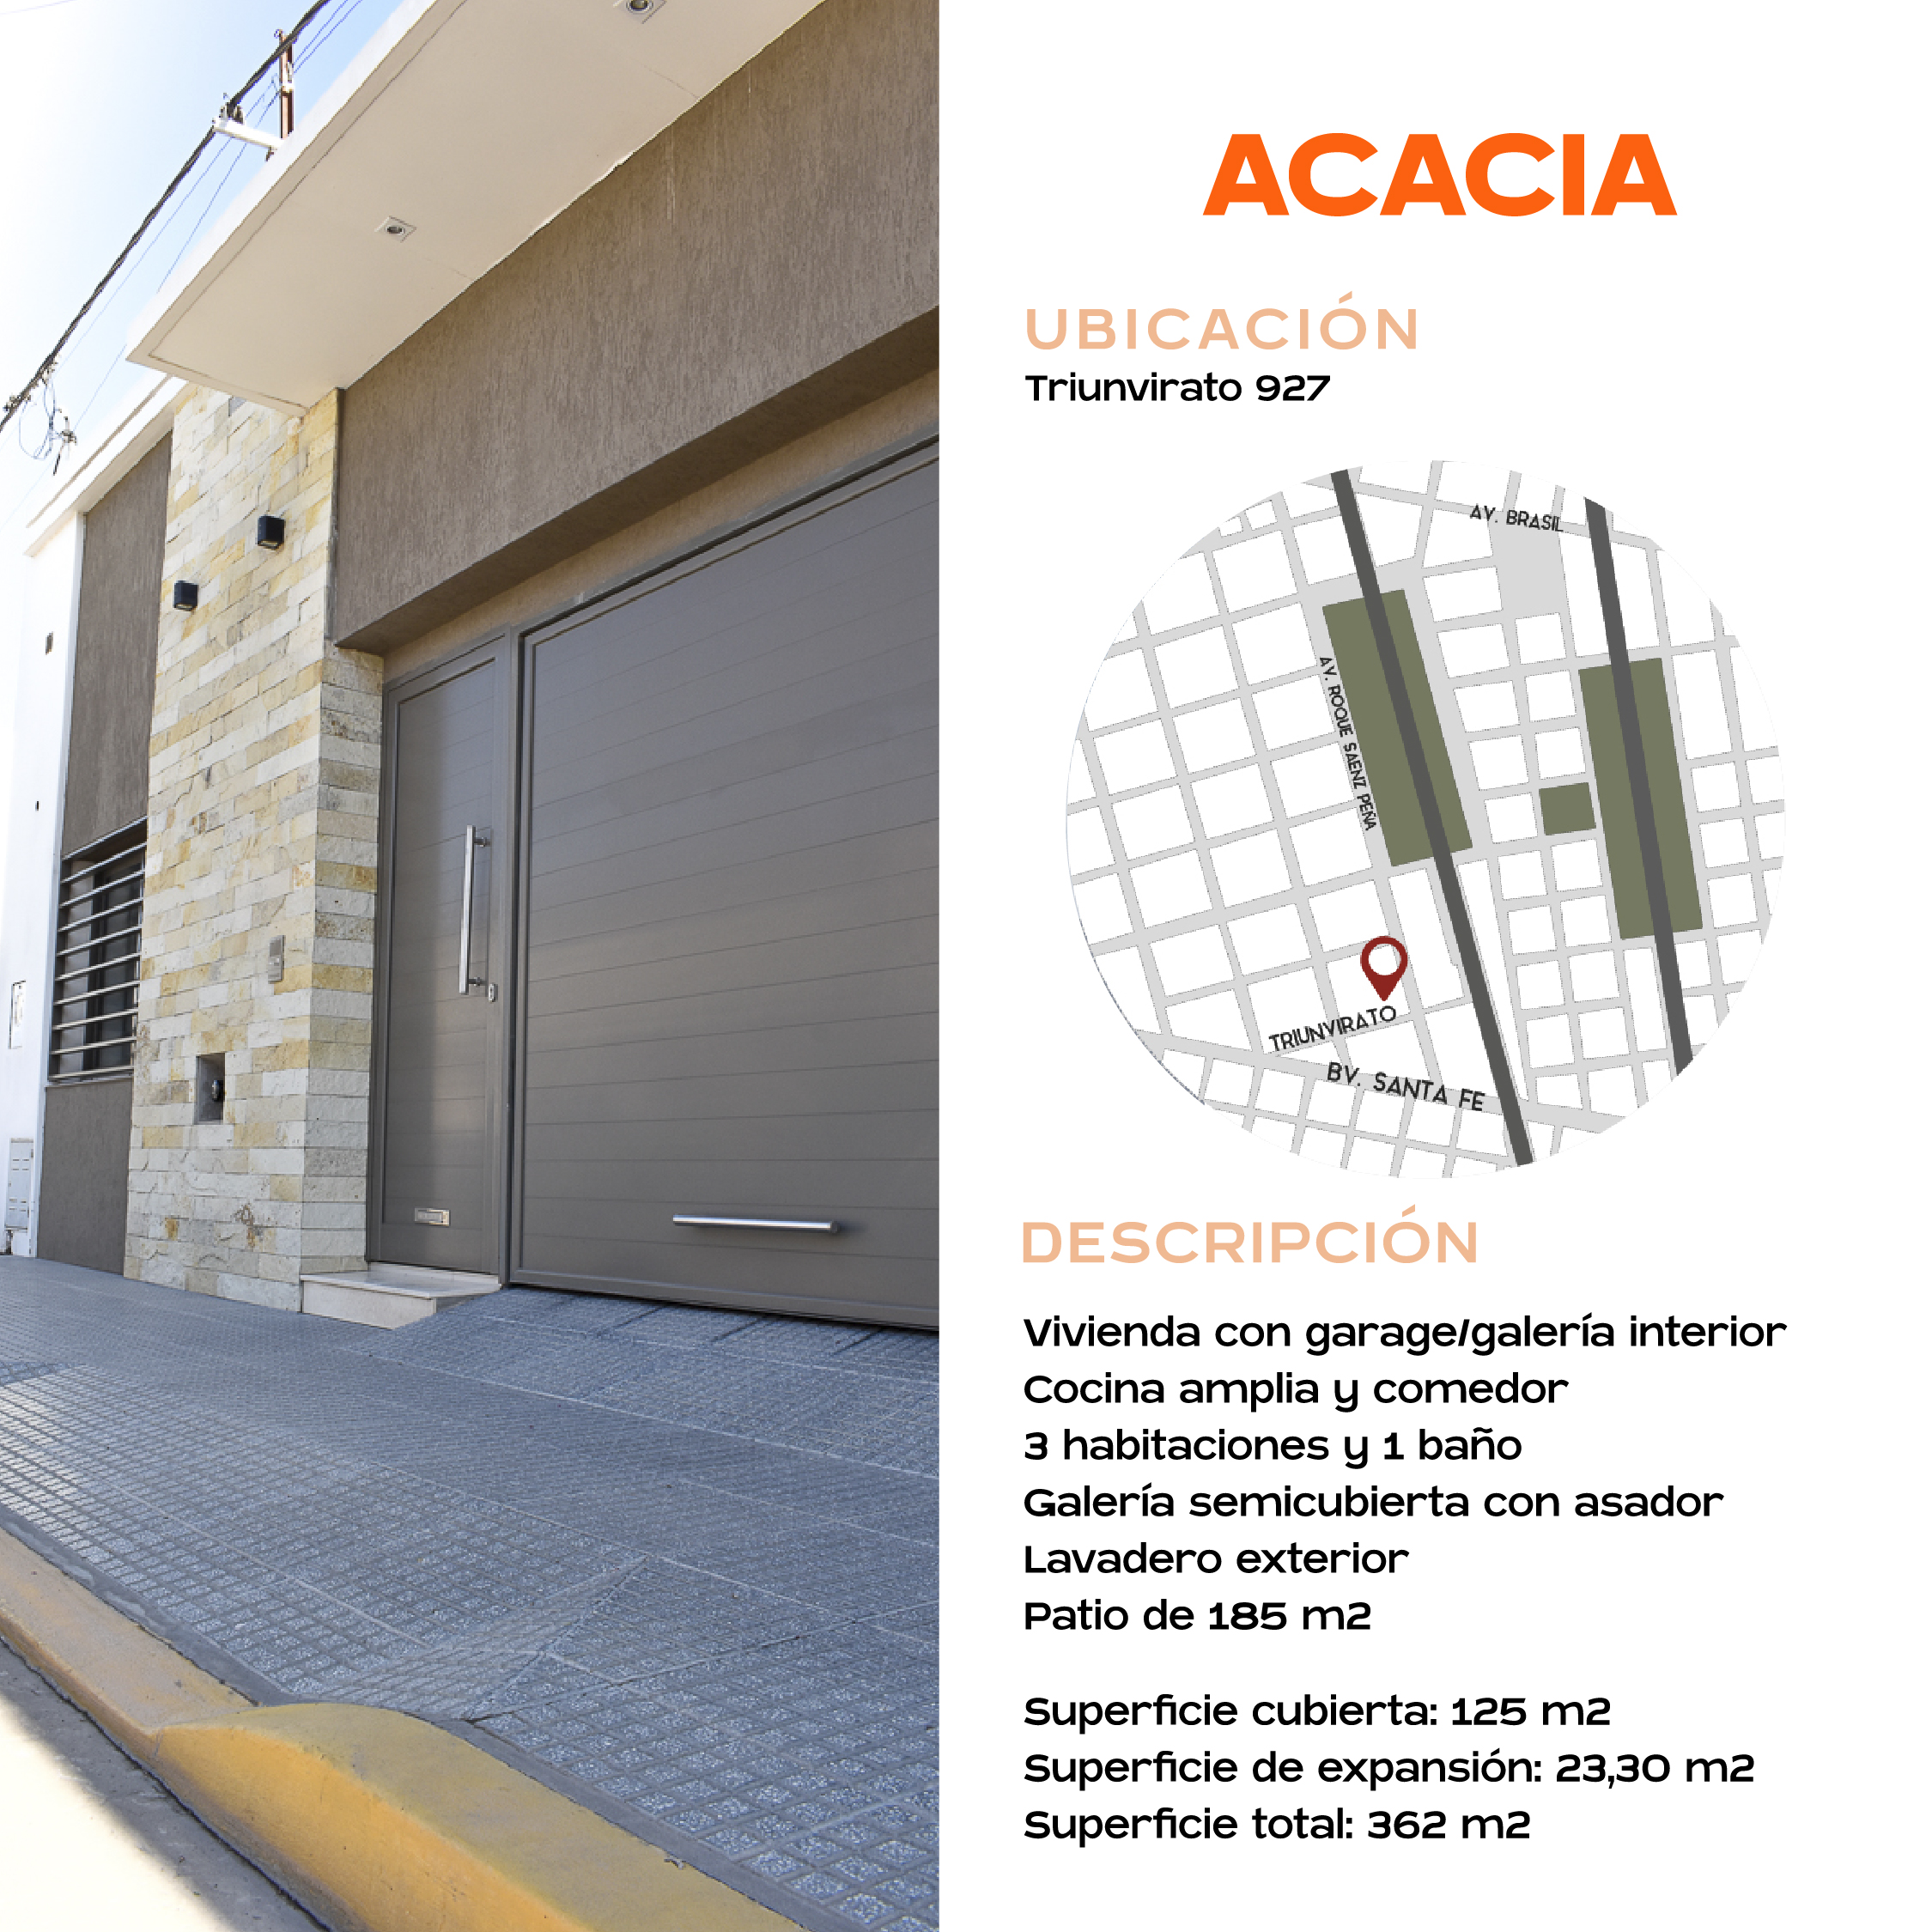 ACACIA
UBICACIÓN
Triunvirato 927
AV. BRASIL
AV. ROQUE SAENZ PEÑA
TRIUNVIRATO
BV. SANTA FE
DESCRIPCIÓN
Vivienda con garage/galería interior
Cocina amplia y comedor
3 habitaciones y 1 baño
Galería semicubierta con asador
Lavadero exterior
Patio de 185 m2
Superficie cubierta: 125 m2
Superficie de expansión: 23,30 m2
Superficie total: 362 m2